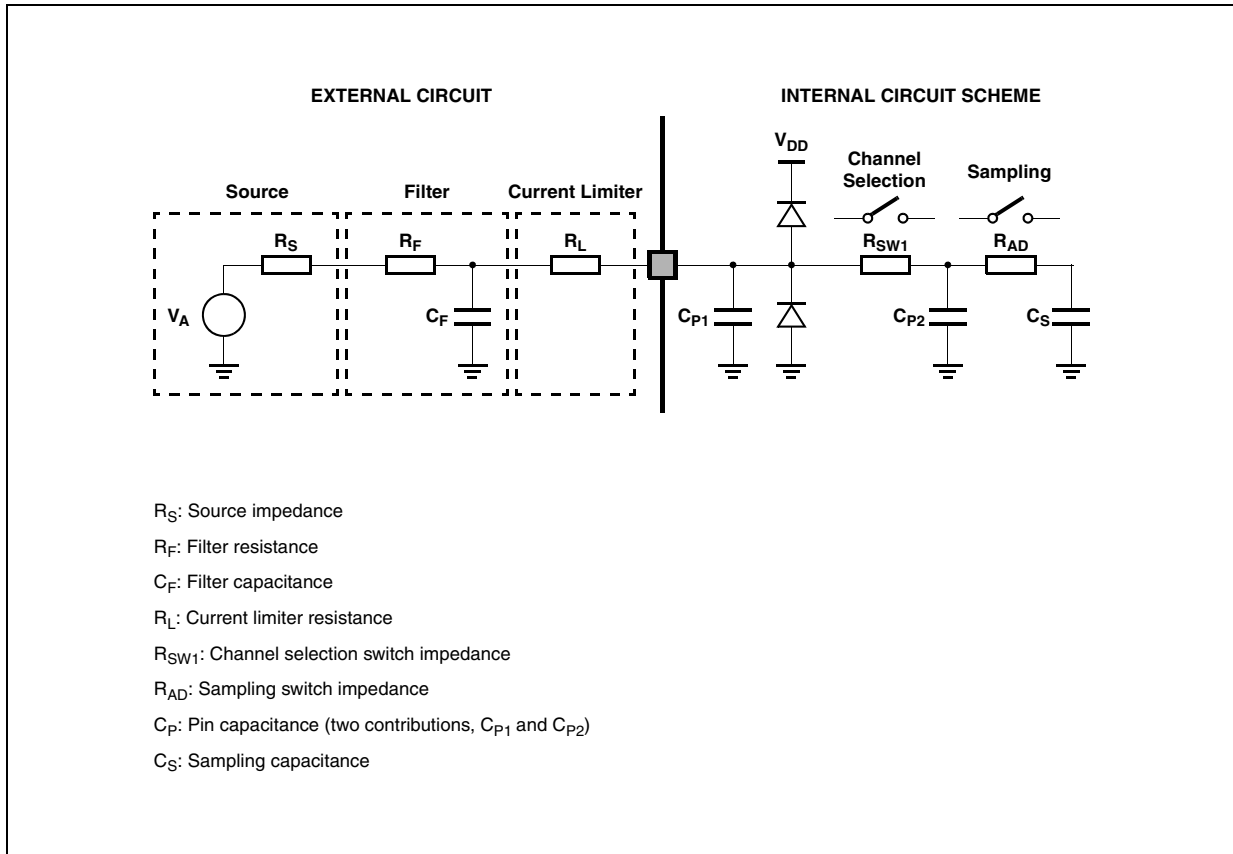 EXTERNAL CIRCUIT
INTERNAL CIRCUIT SCHEME
VDD
Channel
Selection
Sampling
Source
Filter
Current Limiter
RS
RF
RL
RSW1
RAD
VA
CF
CP1
CP2
CS
RS: Source impedance
RF: Filter resistance
CF: Filter capacitance
RL: Current limiter resistance
RSW1: Channel selection switch impedance
RAD: Sampling switch impedance
CP: Pin capacitance (two contributions, CP1 and CP2)
CS: Sampling capacitance